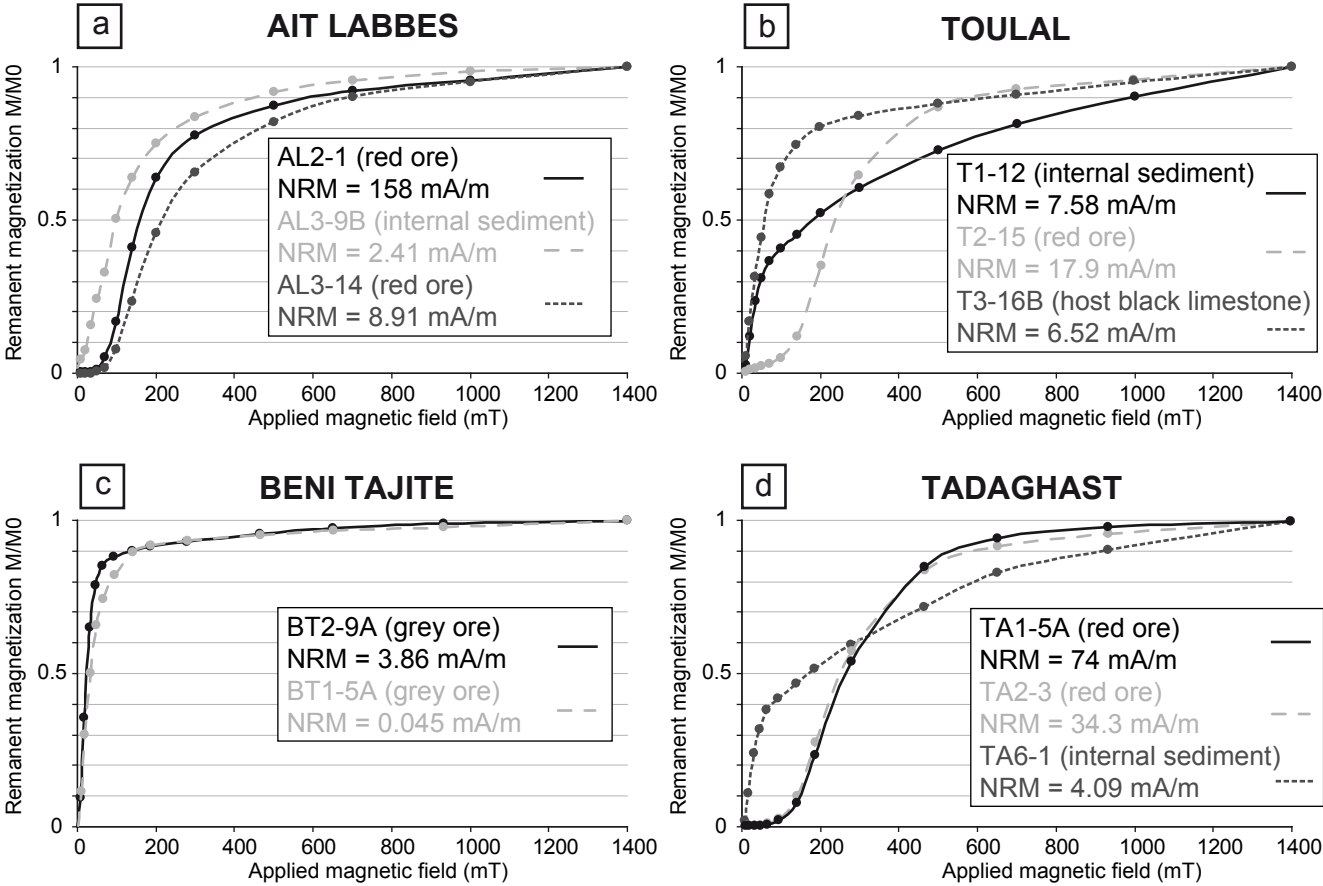 a
AIT LABBES
Remanent magnetization M/M0
1
0.5
0
AL2-1 (red ore)
NRM = 158 mA/m
AL3-9B (internal sediment)
NRM = 2.41 mA/m
AL3-14 (red ore)
NRM = 8.91 mA/m
0 200 400 600 800 1000 1200 1400
Applied magnetic field (mT)
b
TOULAL
Remanent magnetization M/M0
1
0.5
0
T1-12 (internal sediment)
NRM = 7.58 mA/m
T2-15 (red ore)
NRM = 17.9 mA/m
T3-16B (host black limestone)
NRM = 6.52 mA/m
0 200 400 600 800 1000 1200 1400
Applied magnetic field (mT)
c
BENI TAJITE
Remanent magnetization M/M0
1
0.5
0
BT2-9A (grey ore)
NRM = 3.86 mA/m
BT1-5A (grey ore)
NRM = 0.045 mA/m
0 200 400 600 800 1000 1200 1400
Applied magnetic field (mT)
d
TADAGHAST
Remanent magnetization M/M0
1
0.5
0
TA1-5A (red ore)
NRM = 74 mA/m
TA2-3 (red ore)
NRM = 34.3 mA/m
TA6-1 (internal sediment)
NRM = 4.09 mA/m
0 200 400 600 800 1000 1200 1400
Applied magnetic field (mT)